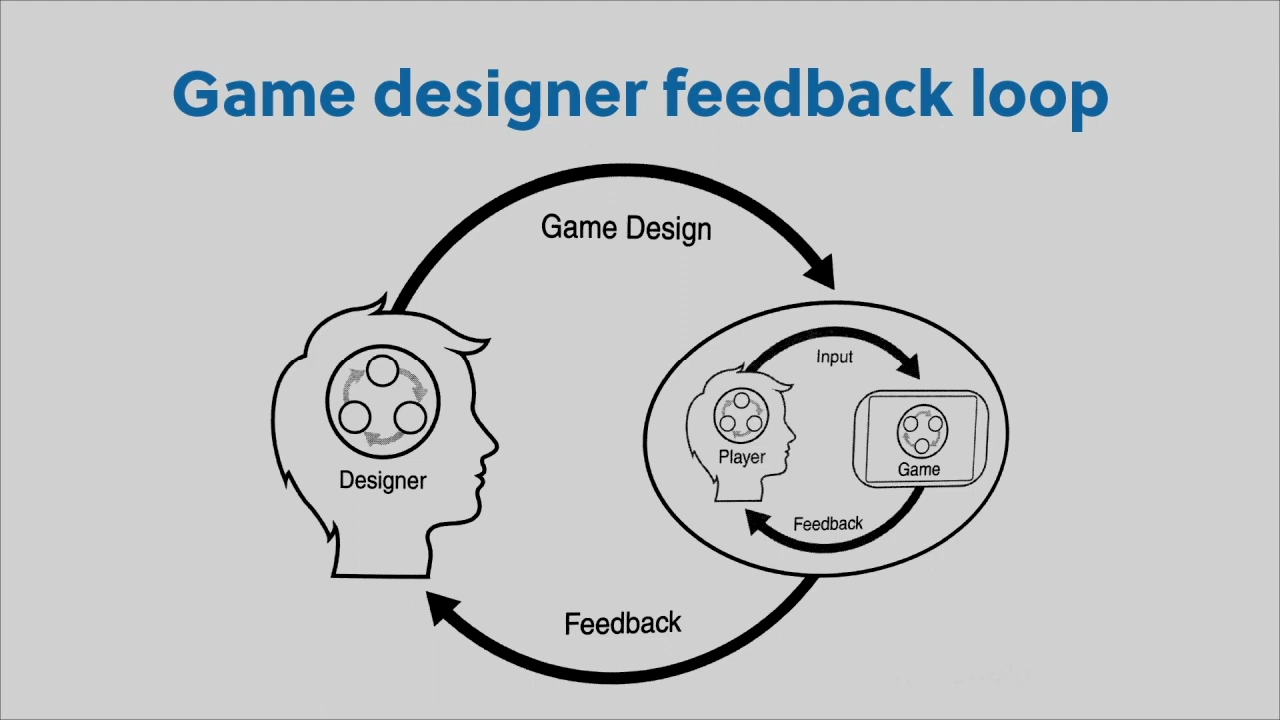 Game designer feedback loop
Game Design
Input
Player
Game
Designer
Feedback
Feedback